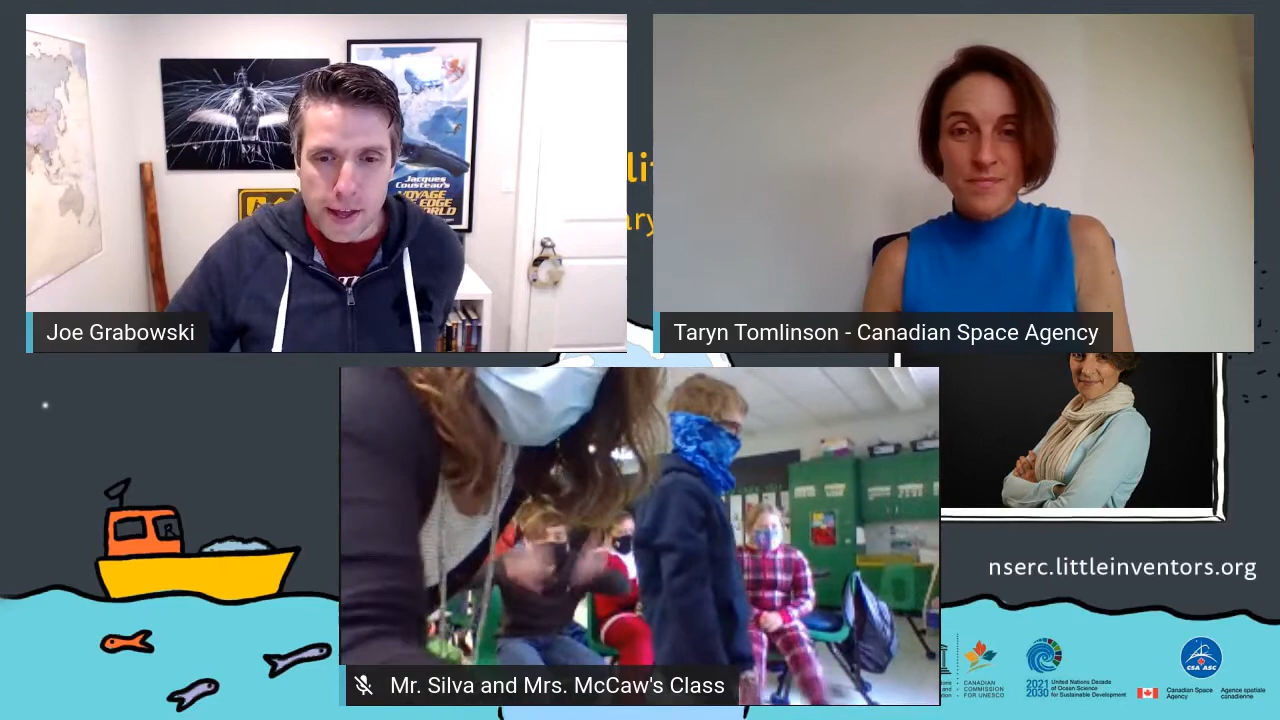 Jacques
Cousteau's
VOYAGE
EDGE
li
ary
Joe Grabowski
Taryn Tomlinson - Canadian Space Agency
Mr. Silva and Mrs. McCaw's Class
R
nserc.littleinventors.org
CANADIAN
COMMISSION
FOR UNESCO
2021
2030
United Nations Decade
of Ocean Science
for Sustainable Development
CSA ASC
Canadian Space
Agency
Agence spatiale
canadienne